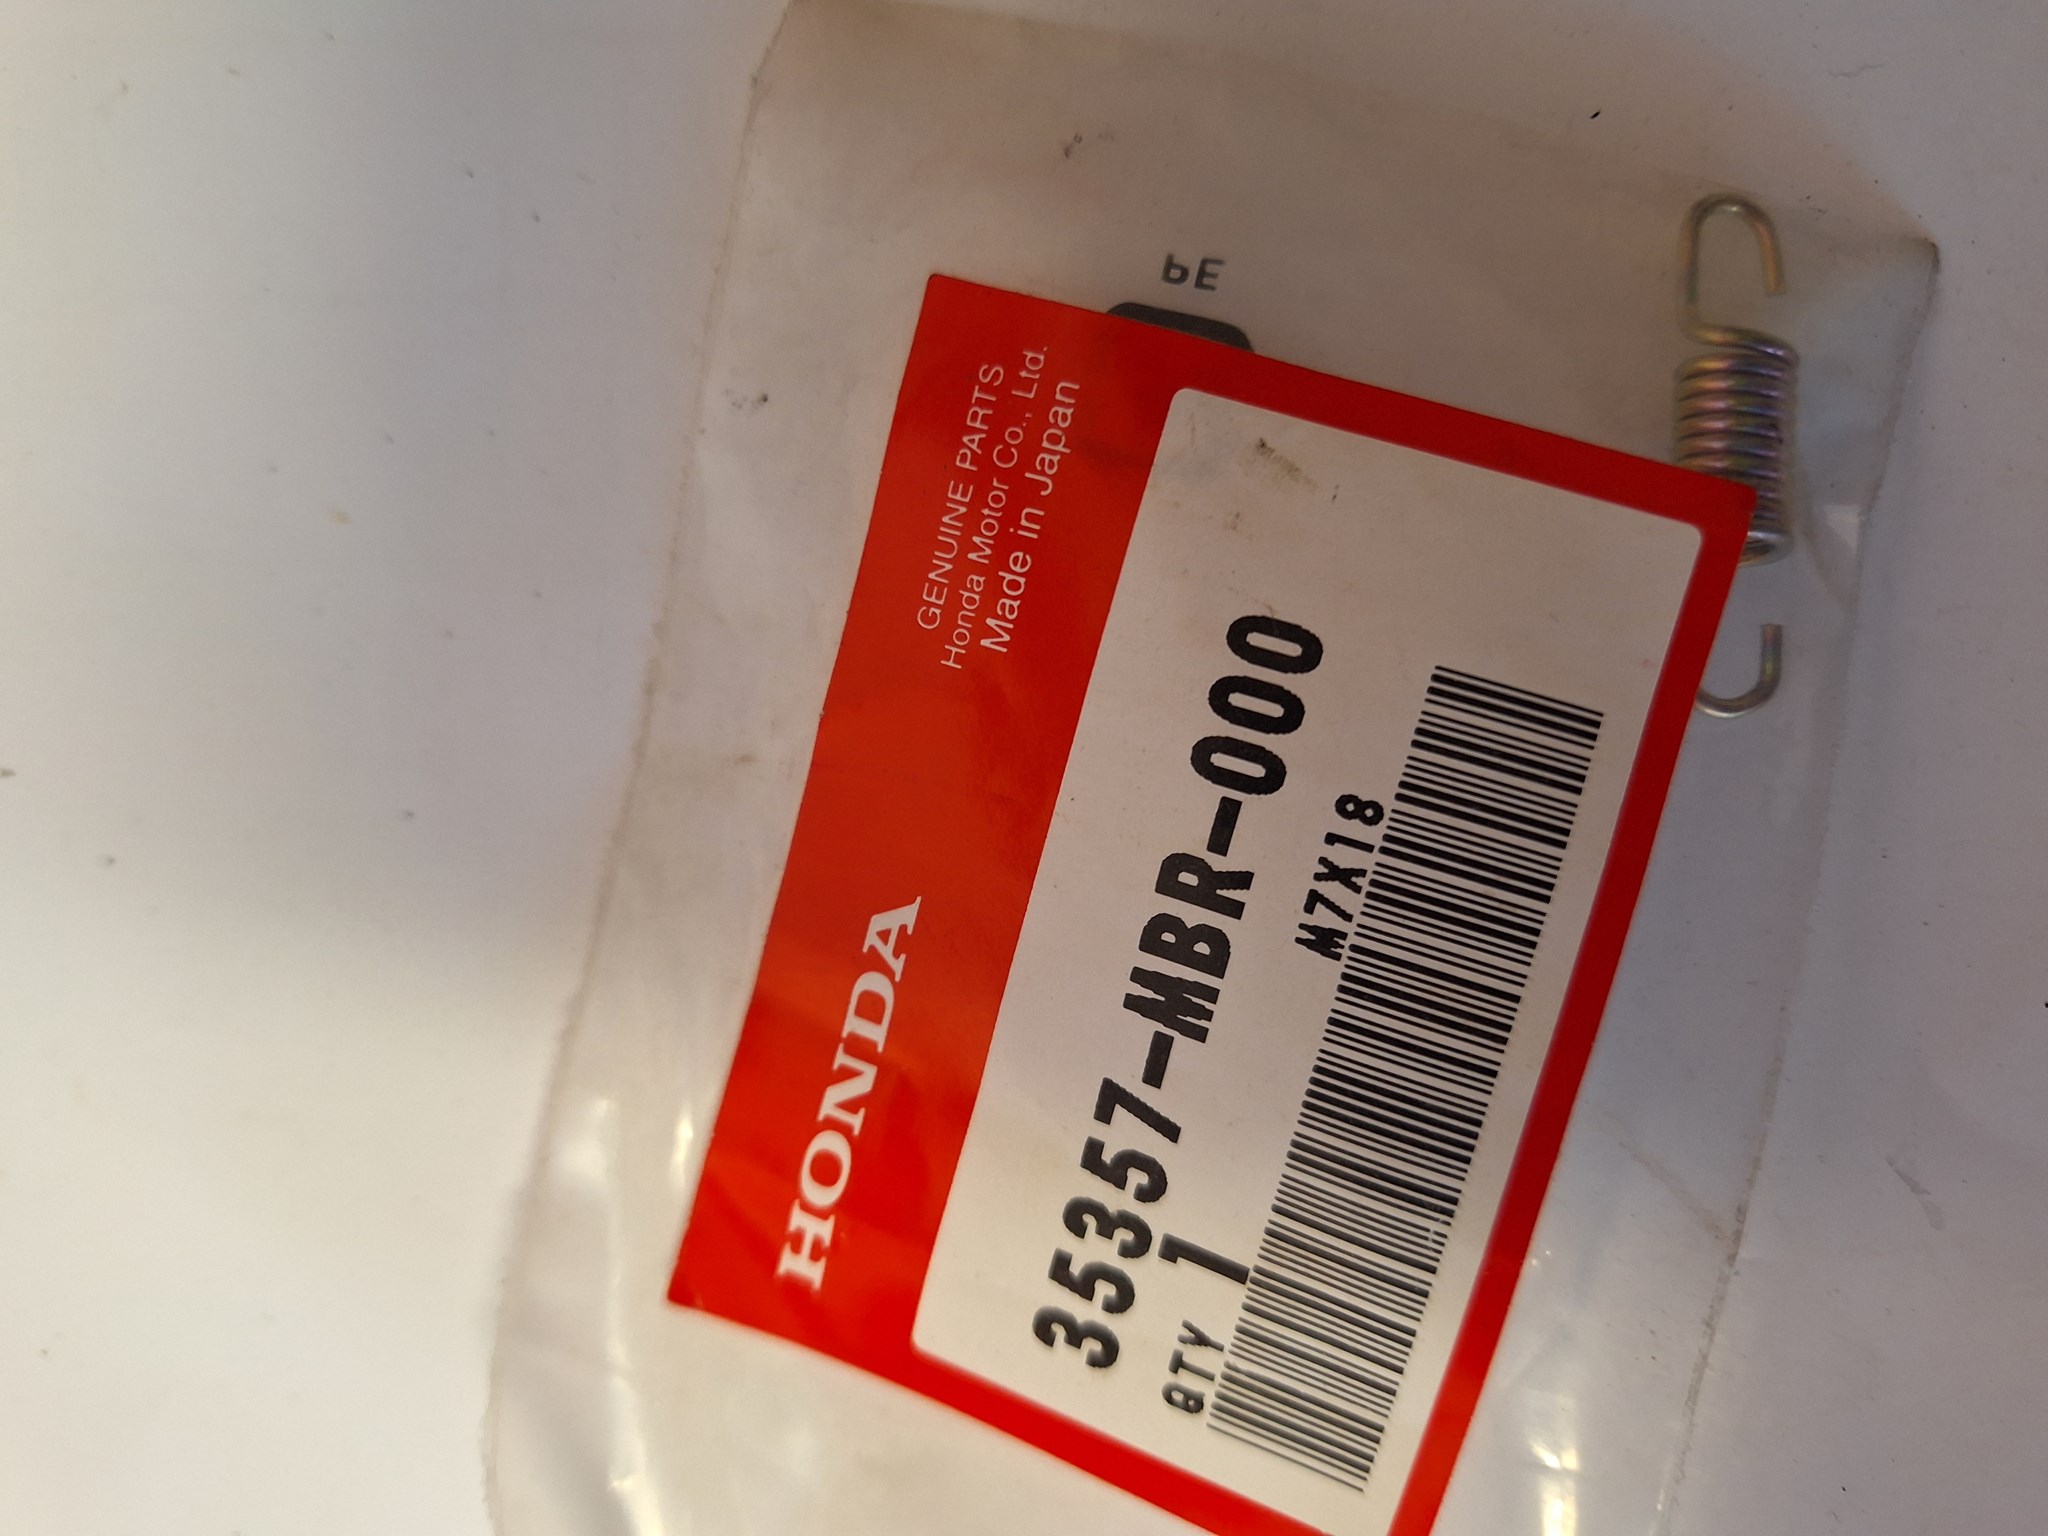 HONDA
GENUINE PARTS
Honda Motor Co., Ltd.
Made in Japan
35357-MBR-000
QTY 1
M7X18
PE